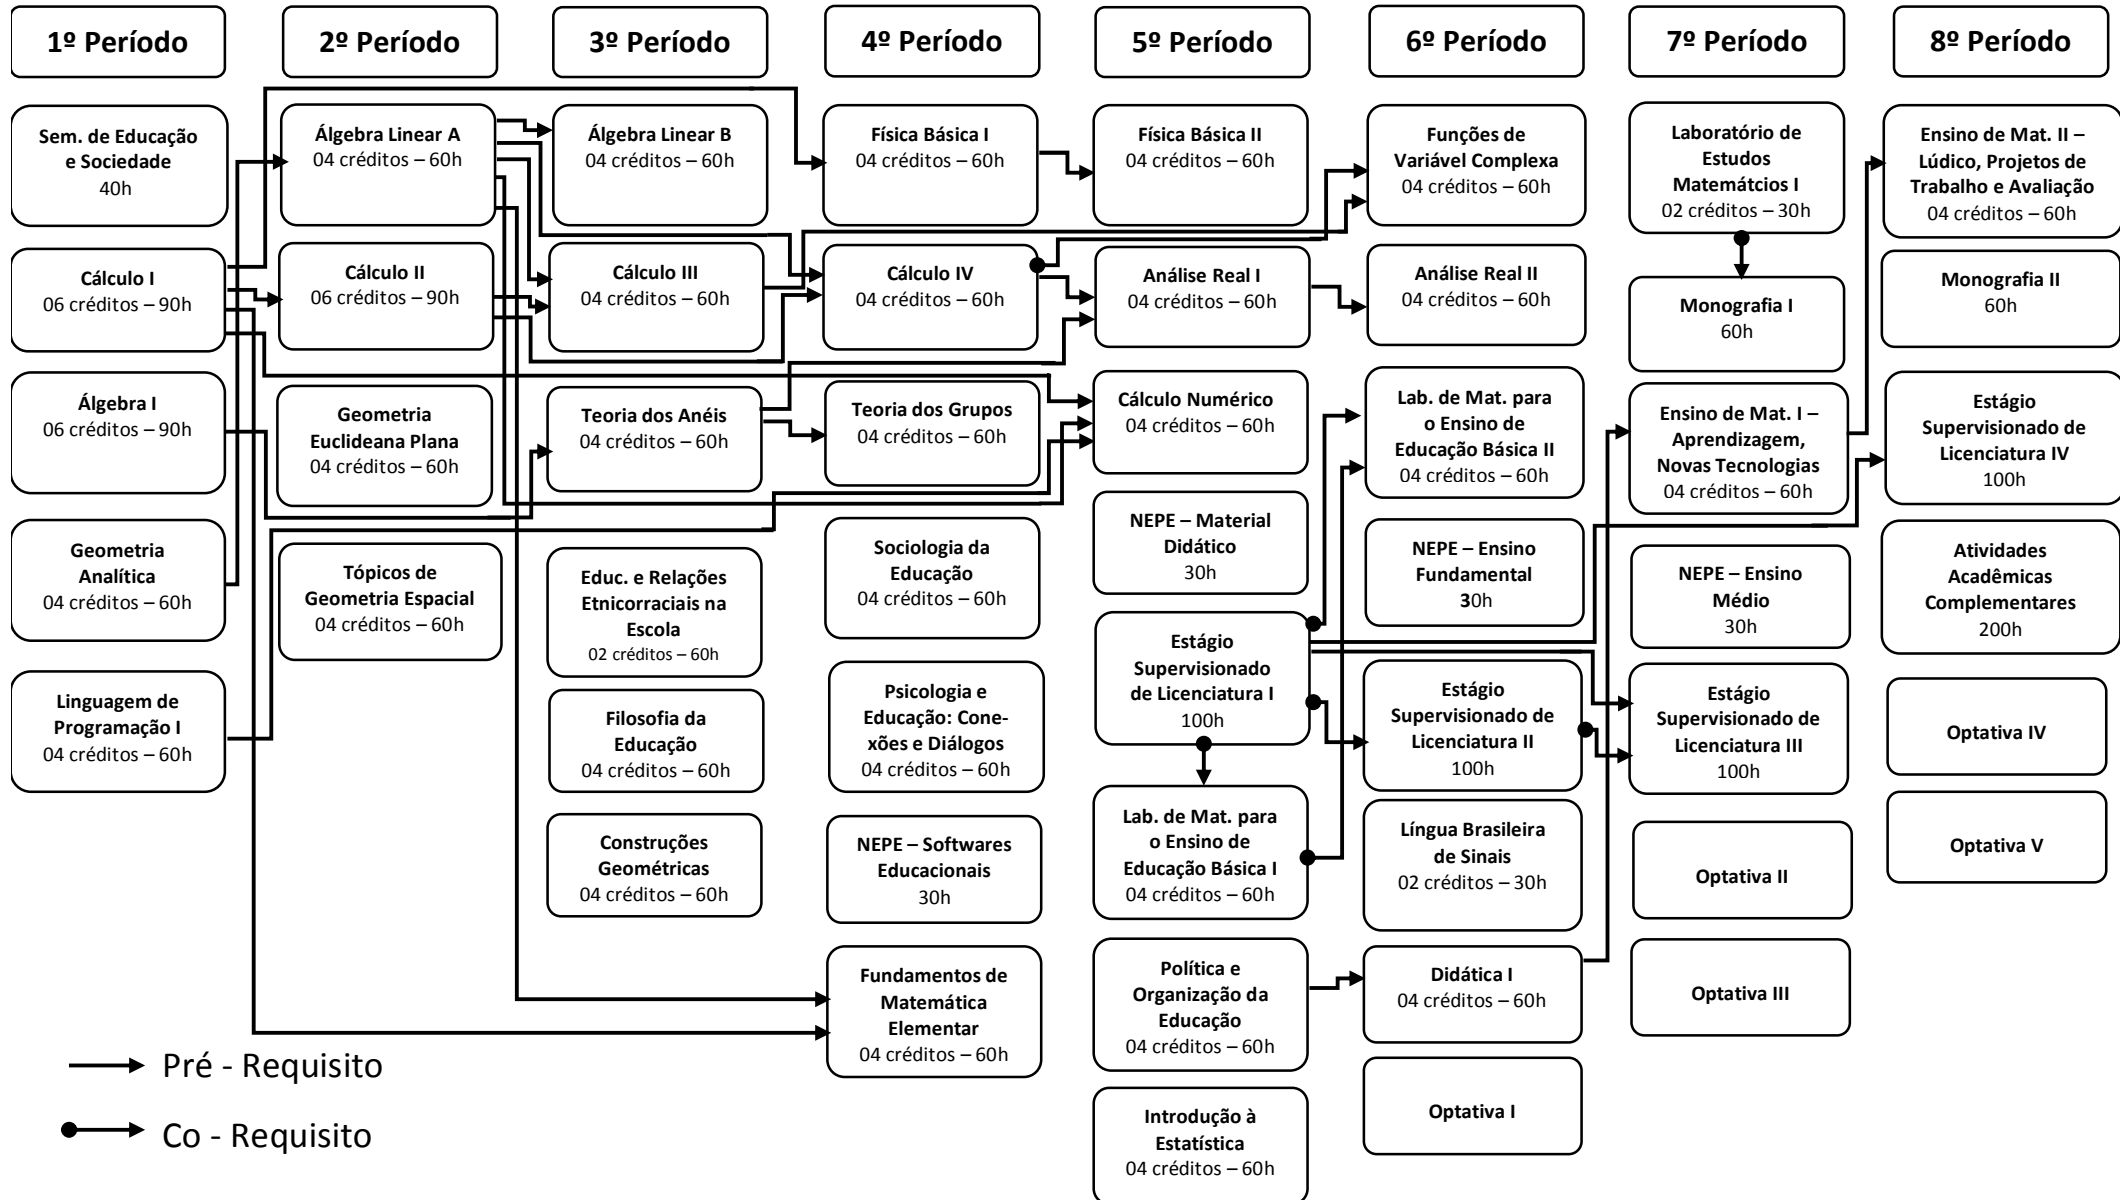 1º Período
2º Período
3º Período
4º Período
5º Período
6º Período
7º Período
8º Período
Sem. de Educação
e Sociedade
40h
Cálculo I
06 créditos – 90h
Álgebra I
06 créditos – 90h
Geometria
Analítica
04 créditos – 60h
Linguagem de
Programação I
04 créditos – 60h
Álgebra Linear A
04 créditos – 60h
Cálculo II
06 créditos – 90h
Geometria
Euclideana Plana
04 créditos – 60h
Tópicos de
Geometria Espacial
04 créditos – 60h
Álgebra Linear B
04 créditos – 60h
Cálculo III
04 créditos – 60h
Teoria dos Anéis
04 créditos – 60h
Educ. e Relações
Etnicorraciais na
Escola
02 créditos – 60h
Filosofia da
Educação
04 créditos – 60h
Construções
Geométricas
04 créditos – 60h
Física Básica I
04 créditos – 60h
Cálculo IV
04 créditos – 60h
Teoria dos Grupos
04 créditos – 60h
Sociologia da
Educação
04 créditos – 60h
Psicologia e
Educação: Cone-
xões e Diálogos
04 créditos – 60h
NEPE – Softwares
Educacionais
30h
Fundamentos de
Matemática
Elementar
04 créditos – 60h
Física Básica II
04 créditos – 60h
Análise Real I
04 créditos – 60h
Cálculo Numérico
04 créditos – 60h
NEPE – Material
Didático
30h
Estágio
Supervisionado
de Licenciatura I
100h
Lab. de Mat. para
o Ensino de
Educação Básica I
04 créditos – 60h
Política e
Organização da
Educação
04 créditos – 60h
Introdução à
Estatística
04 créditos – 60h
Funções de
Variável Complexa
04 créditos – 60h
Análise Real II
04 créditos – 60h
Lab. de Mat. para
o Ensino de
Educação Básica II
04 créditos – 60h
NEPE – Ensino
Fundamental
30h
Estágio
Supervisionado de
Licenciatura II
100h
Língua Brasileira
de Sinais
02 créditos – 30h
Didática I
04 créditos – 60h
Optativa I
Laboratório de
Estudos
Matemátcios I
02 créditos – 30h
Monografia I
60h
Ensino de Mat. I –
Aprendizagem,
Novas Tecnologias
04 créditos – 60h
NEPE – Ensino
Médio
30h
Estágio
Supervisionado de
Licenciatura III
100h
Optativa II
Optativa III
Ensino de Mat. II –
Lúdico, Projetos de
Trabalho e Avaliação
04 créditos – 60h
Monografia II
60h
Estágio
Supervisionado de
Licenciatura IV
100h
Atividades
Acadêmicas
Complementares
200h
Optativa IV
Optativa V
Pré - Requisito
Co - Requisito